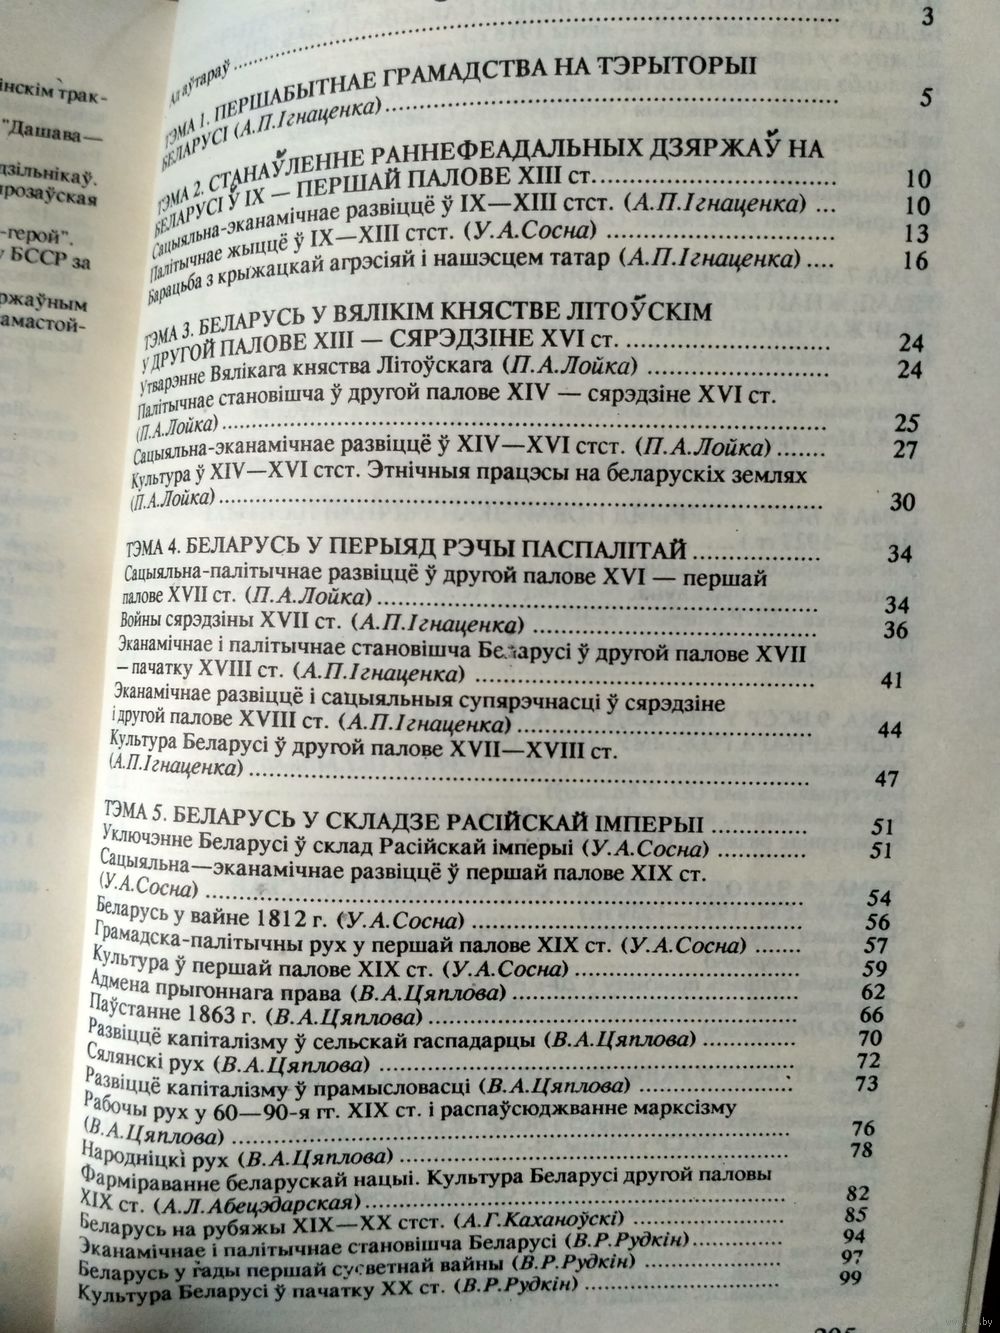 інскім трак-
"Дашава—
дзільнікаў.
розаўская
-герой".
у БССР за
ржаўным
амастой-
Ад аўтараў ........ 3
ТЭМА 1. ПЕРШАБЫТНАЕ ГРАМАДСТВА НА ТЭРЫТОРЫІ
БЕЛАРУСІ (А.П.Ігнаценка) ........ 5
ТЭМА 2. СТАНАЎЛЕННЕ РАННЕФЕАДАЛЬНЫХ ДЗЯРЖАЎ НА
БЕЛАРУСІ Ў IX — ПЕРШАЙ ПАЛОВЕ XIII ст. ........ 10
Сацыяльна-эканамічнае развіццё ў IX—XIII стст. (А.П.Ігнаценка) ... 10
Палітычнае жыццё ў IX—XIII стст. (У.А.Сосна) ........ 13
Барацьба з крыжацкай агрэсіяй і нашэсцем татар (А.П.Ігнаценка) .... 16
ТЭМА 3. БЕЛАРУСЬ У ВЯЛІКІМ КНЯСТВЕ ЛІТОЎСКІМ
У ДРУГОЙ ПАЛОВЕ XIII — СЯРЭДЗІНЕ XVI ст. ........ 24
Утварэнне Вялікага княства Літоўскага (П.А.Лойка) ........ 24
Палітычнае становішча ў другой палове XIV — сярэдзіне XVI ст.
(П.А.Лойка) ........ 25
Сацыяльна-эканамічнае развіццё ў XIV—XVI стст. (П.А.Лойка) ....... 27
Культура ў XIV—XVI стст. Этнічныя працэсы на беларускіх землях
(П.А.Лойка) ........ 30
ТЭМА 4. БЕЛАРУСЬ У ПЕРЫЯД РЭЧЫ ПАСПАЛІТАЙ ........ 34
Сацыяльна-палітычнае развіццё ў другой палове XVI — першай
палове XVII ст. (П.А.Лойка) ........ 34
Войны сярэдзіны XVII ст. (А.П.Ігнаценка) ........ 36
Эканамічнае і палітычнае становішча Беларусі ў другой палове XVII
— пачатку XVIII ст. (А.П.Ігнаценка) ........ 41
Эканамічнае развіццё і сацыяльныя супярэчнасці ў сярэдзіне
і другой палове XVIII ст. (А.П.Ігнаценка) ........ 44
Культура Беларусі ў другой палове XVII—XVIII ст.
(А.П.Ігнаценка) ........ 47
ТЭМА 5. БЕЛАРУСЬ У СКЛАДЗЕ РАСІЙСКАЙ ІМПЕРЫІ ........ 51
Уключэнне Беларусі ў склад Расійскай імперыі (У.А.Сосна) ........ 51
Сацыяльна—эканамічнае развіццё ў першай палове XIX ст.
(У.А.Сосна) ........ 54
Беларусь у вайне 1812 г. (У.А.Сосна) ........ 56
Грамадска-палітычны рух у першай палове XIX ст. (У.А.Сосна) ....... 57
Культура ў першай палове XIX ст. (У.А.Сосна) ........ 59
Адмена прыгоннага права (В.А.Цяплова) ........ 62
Паўстанне 1863 г. (В.А.Цяплова) ........ 66
Развіццё капіталізму ў сельскай гаспадарцы (В.А.Цяплова) ........ 70
Сялянскі рух (В.А.Цяплова) ........ 72
Развіццё капіталізму ў прамысловасці (В.А.Цяплова) ........ 73
Рабочы рух у 60—90-я гг. XIX ст. і распаўсюджванне марксізму
(В.А.Цяплова) ........ 76
Народніцкі рух (В.А.Цяплова) ........ 78
Фарміраванне беларускай нацыі. Культура Беларусі другой паловы
XIX ст. (А.Л.Абецэдарская) ........ 82
Беларусь на рубяжы XIX—XX стст. (А.Г.Каханоўскі) ........ 85
Эканамічнае і палітычнае становішча Беларусі (В.Р.Рудкін) ........ 94
Беларусь у гады першай сусветнай вайны (В.Р.Рудкін) ........ 97
Культура Беларусі ў пачатку XX ст. (В.Р.Рудкін) ........ 99